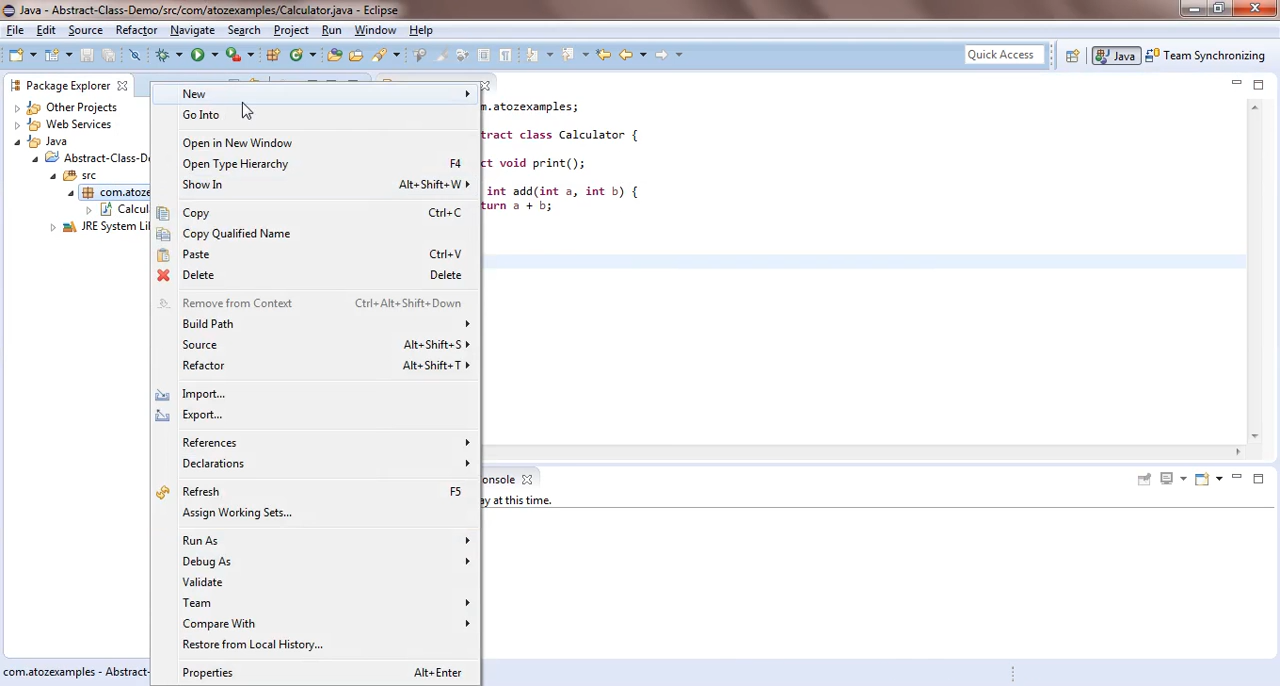 Java - Abstract-Class-Demo/src/com/atozexamples/Calculator.java - Eclipse
File Edit Source Refactor Navigate Search Project Run Window Help
Quick Access Java Team Synchronizing
Package Explorer
Other Projects
Web Services
Java
Abstract-Class-De
src
com.atoze
Calcul
JRE System Lib
New
Go Into
Open in New Window
Open Type Hierarchy F4
Show In Alt+Shift+W
Copy Ctrl+C
Copy Qualified Name
Paste Ctrl+V
Delete Delete
Remove from Context Ctrl+Alt+Shift+Down
Build Path
Source Alt+Shift+S
Refactor Alt+Shift+T
Import...
Export...
References
Declarations
Refresh F5
Assign Working Sets...
Run As
Debug As
Validate
Team
Compare With
Restore from Local History...
Properties Alt+Enter
m.atozexamples;
tract class Calculator {
ct void print();
int add(int a, int b) {
turn a + b;
onsole
ay at this time.
com.atozexamples - Abstract-